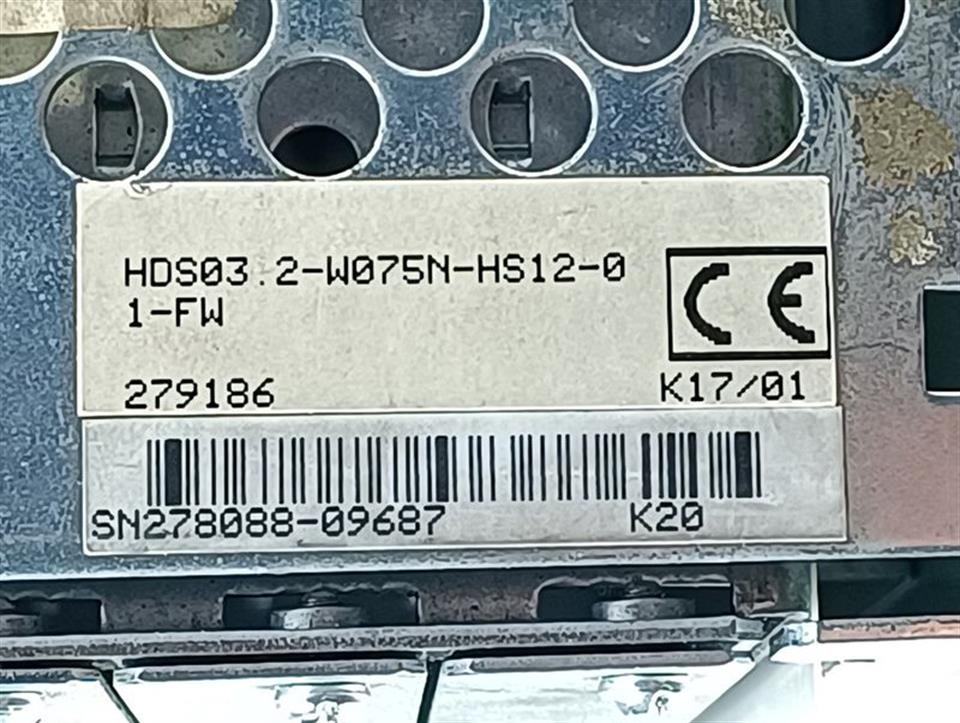 HDS03.2-W075N-HS12-0
1-FW
CE
279186
K17/01
SN278088-09687
K20